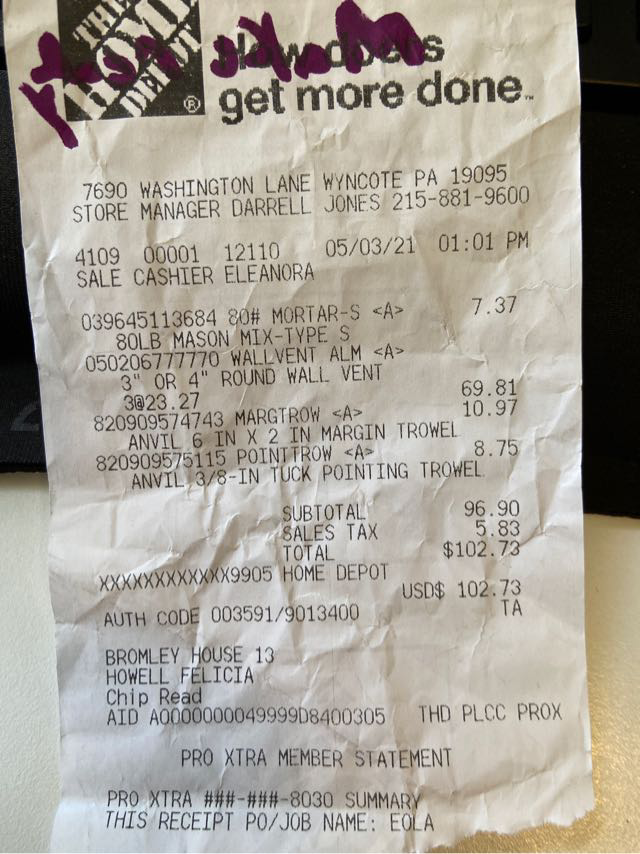 THE
HOME
DEPOT
®
How doers
get more done.™
7690 WASHINGTON LANE WYNCOTE PA 19095
STORE MANAGER DARRELL JONES 215-881-9600
4109 00001 12110 05/03/21 01:01 PM
SALE CASHIER ELEANORA
039645113684 80# MORTAR-S <A> 7.37
80LB MASON MIX-TYPE S
050206777770 WALLVENT ALM <A>
3" OR 4" ROUND WALL VENT
3@23.27 69.81
820909574743 MARGTROW <A> 10.97
ANVIL 6 IN X 2 IN MARGIN TROWEL
820909575115 POINTTROW <A> 8.75
ANVIL 3/8-IN TUCK POINTING TROWEL
SUBTOTAL 96.90
SALES TAX 5.83
TOTAL $102.73
XXXXXXXXXXXX9905 HOME DEPOT
USD$ 102.73
AUTH CODE 003591/9013400 TA
BROMLEY HOUSE 13
HOWELL FELICIA
Chip Read
AID A0000000049999D8400305 THD PLCC PROX
PRO XTRA MEMBER STATEMENT
PRO XTRA ###-###-8030 SUMMARY
THIS RECEIPT PO/JOB NAME: EOLA